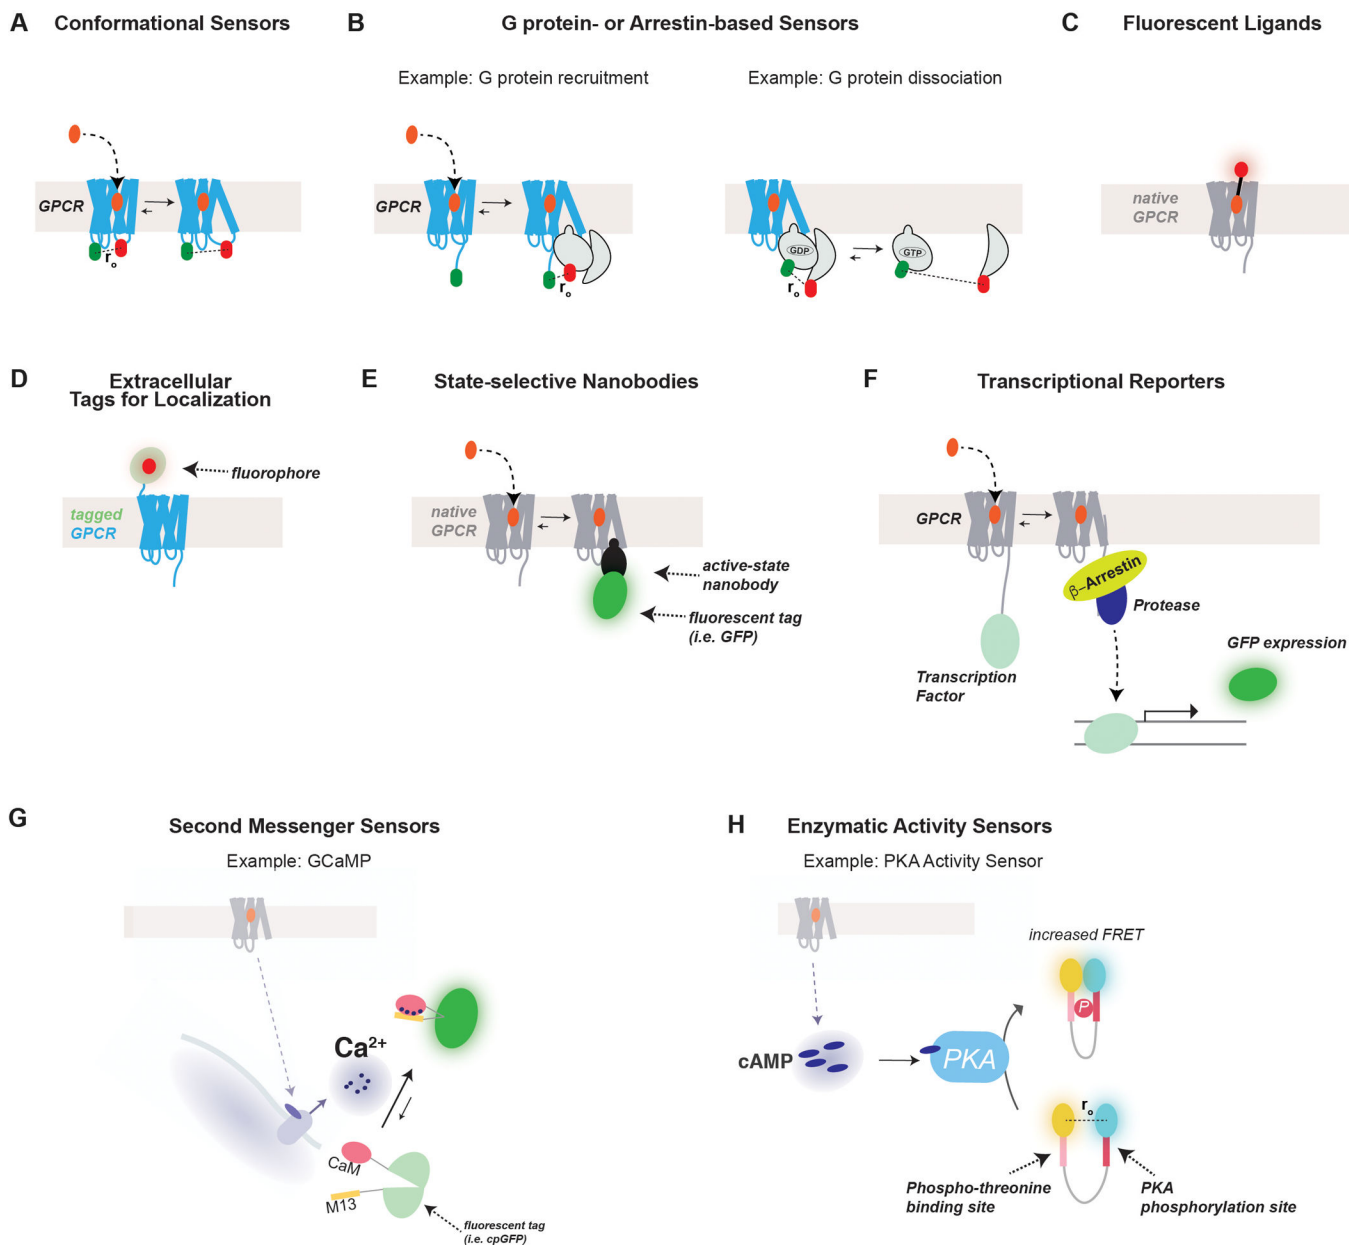 A Conformational Sensors
GPCR
r₀
B G protein- or Arrestin-based Sensors
Example: G protein recruitment
GPCR
r₀
Example: G protein dissociation
GDP
GTP
r₀
C Fluorescent Ligands
native
GPCR
D Extracellular
Tags for Localization
fluorophore
tagged
GPCR
E State-selective Nanobodies
native
GPCR
active-state
nanobody
fluorescent tag
(i.e. GFP)
F Transcriptional Reporters
GPCR
β–Arrestin
Protease
Transcription
Factor
GFP expression
G Second Messenger Sensors
Example: GCaMP
Ca²⁺
CaM
M13
fluorescent tag
(i.e. cpGFP)
H Enzymatic Activity Sensors
Example: PKA Activity Sensor
increased FRET
P
cAMP
PKA
r₀
Phospho-threonine
binding site
PKA
phosphorylation site